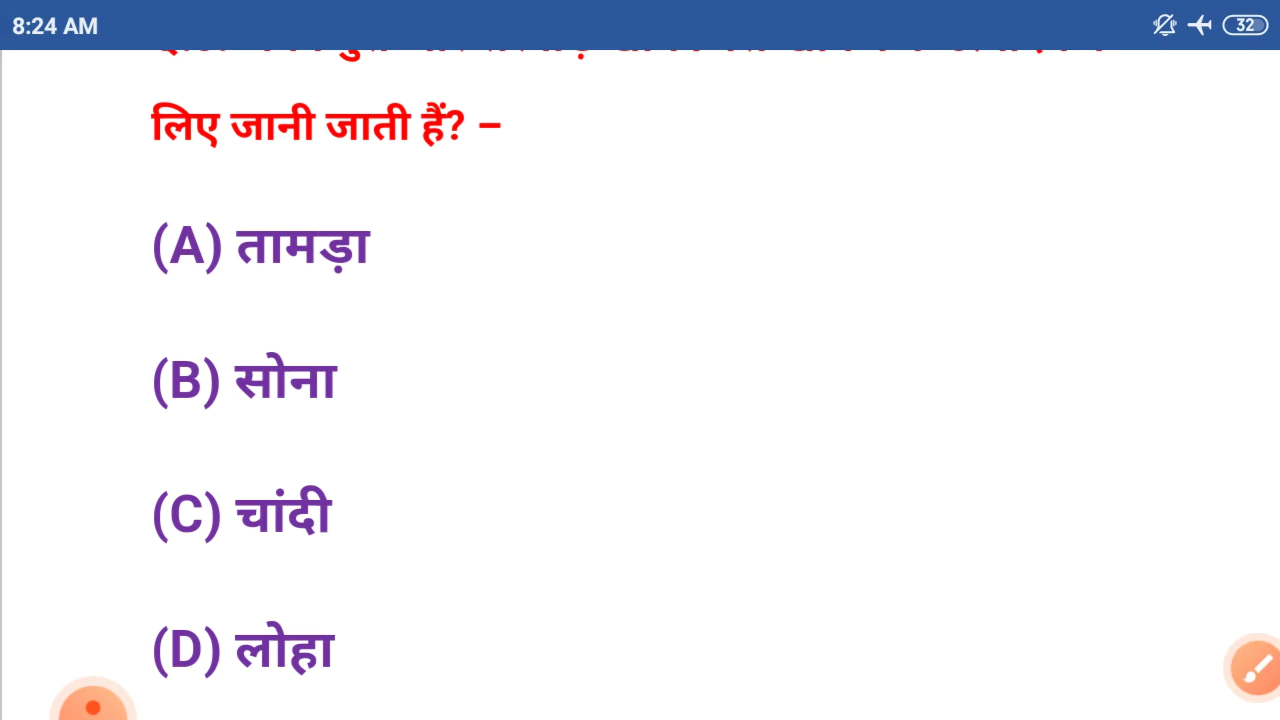 8:24 AM
32
लिए जानी जाती हैं? –
(A) तामड़ा
(B) सोना
(C) चांदी
(D) लोहा